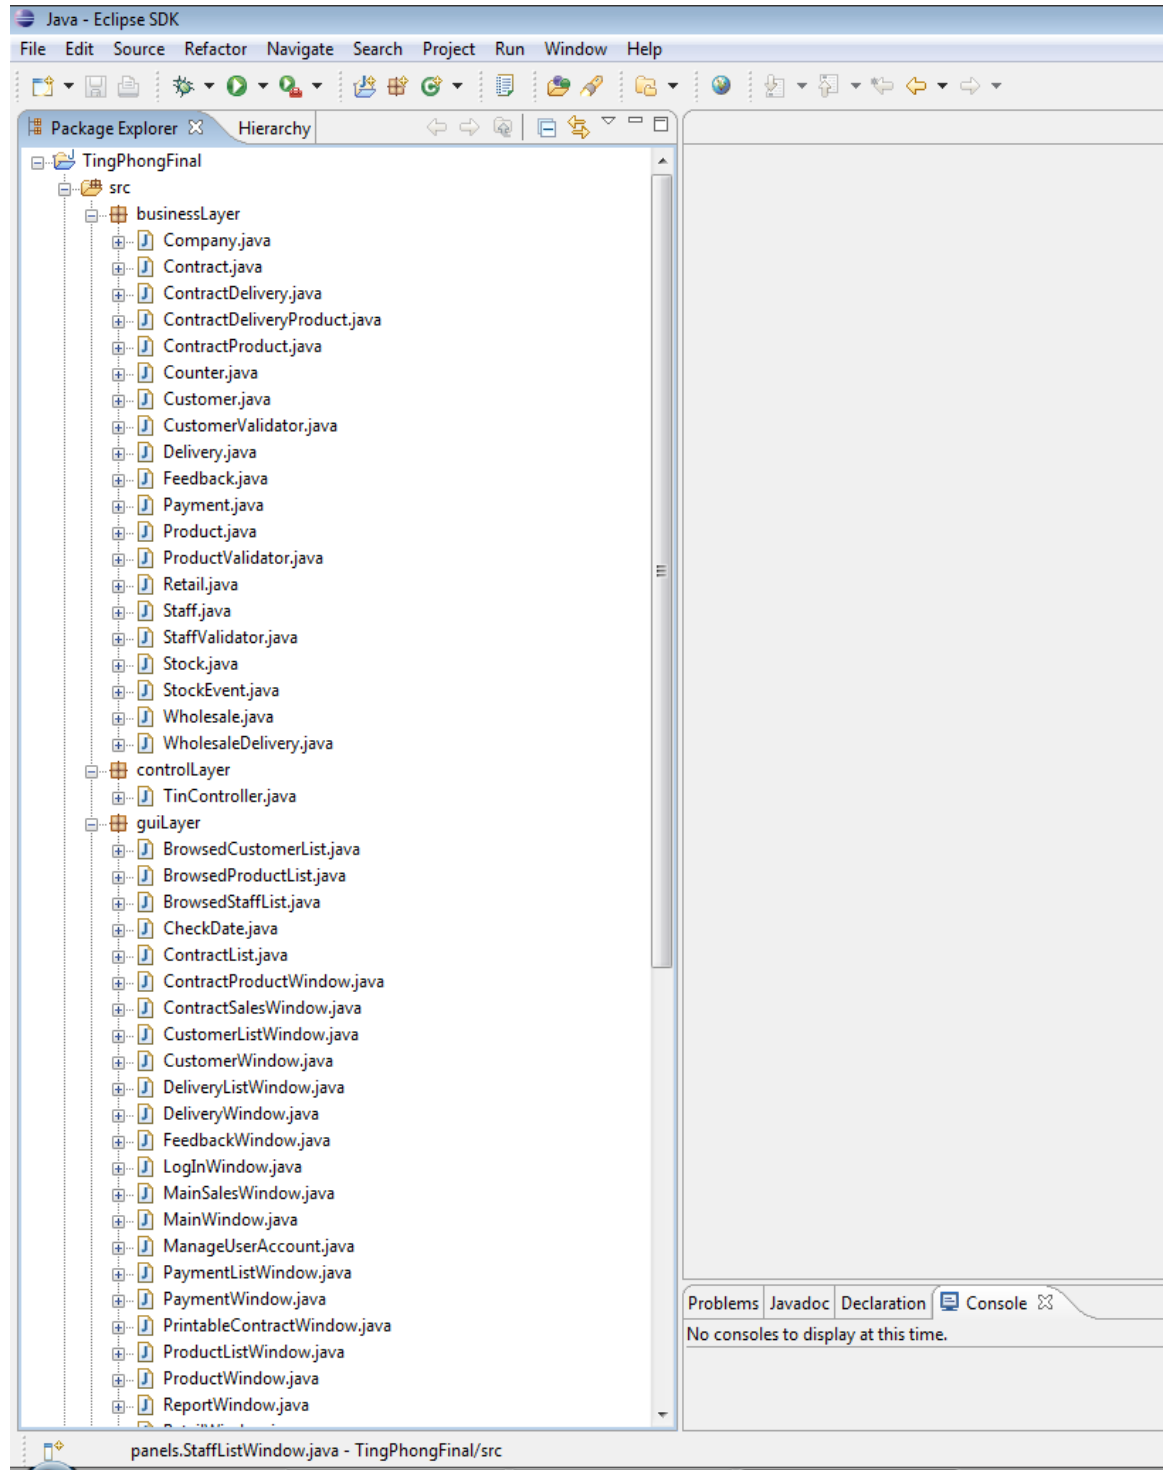 Java - Eclipse SDK
File Edit Source Refactor Navigate Search Project Run Window Help
Package Explorer Hierarchy
TingPhongFinal
src
businessLayer
Company.java
Contract.java
ContractDelivery.java
ContractDeliveryProduct.java
ContractProduct.java
Counter.java
Customer.java
CustomerValidator.java
Delivery.java
Feedback.java
Payment.java
Product.java
ProductValidator.java
Retail.java
Staff.java
StaffValidator.java
Stock.java
StockEvent.java
Wholesale.java
WholesaleDelivery.java
controlLayer
TinController.java
guiLayer
BrowsedCustomerList.java
BrowsedProductList.java
BrowsedStaffList.java
CheckDate.java
ContractList.java
ContractProductWindow.java
ContractSalesWindow.java
CustomerListWindow.java
CustomerWindow.java
DeliveryListWindow.java
DeliveryWindow.java
FeedbackWindow.java
LogInWindow.java
MainSalesWindow.java
MainWindow.java
ManageUserAccount.java
PaymentListWindow.java
PaymentWindow.java
PrintableContractWindow.java
ProductListWindow.java
ProductWindow.java
ReportWindow.java
Problems Javadoc Declaration Console
No consoles to display at this time.
panels.StaffListWindow.java - TingPhongFinal/src